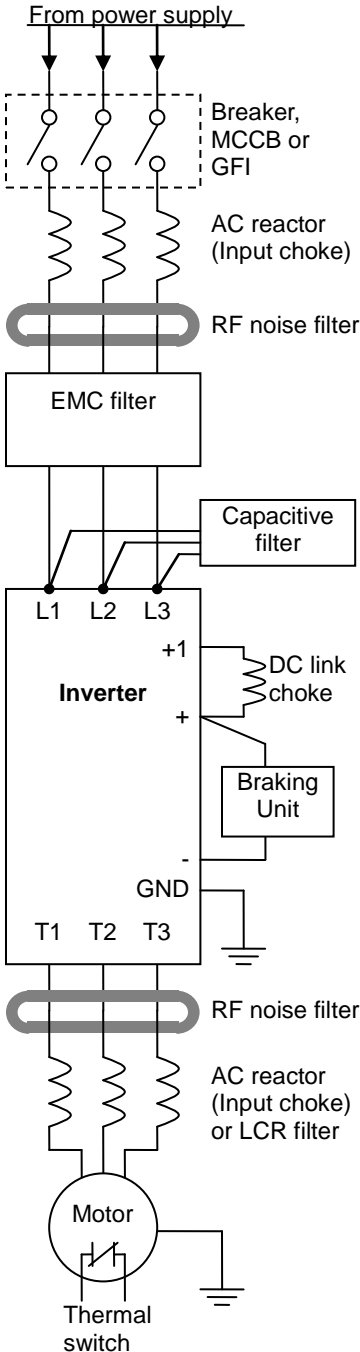 From power supply
Breaker,
MCCB or
GFI
AC reactor
(Input choke)
RF noise filter
EMC filter
Capacitive
filter
L1 L2 L3
+1
DC link
choke
Inverter
+
Braking
Unit
-
GND
T1 T2 T3
RF noise filter
AC reactor
(Input choke)
or LCR filter
Motor
Thermal
switch